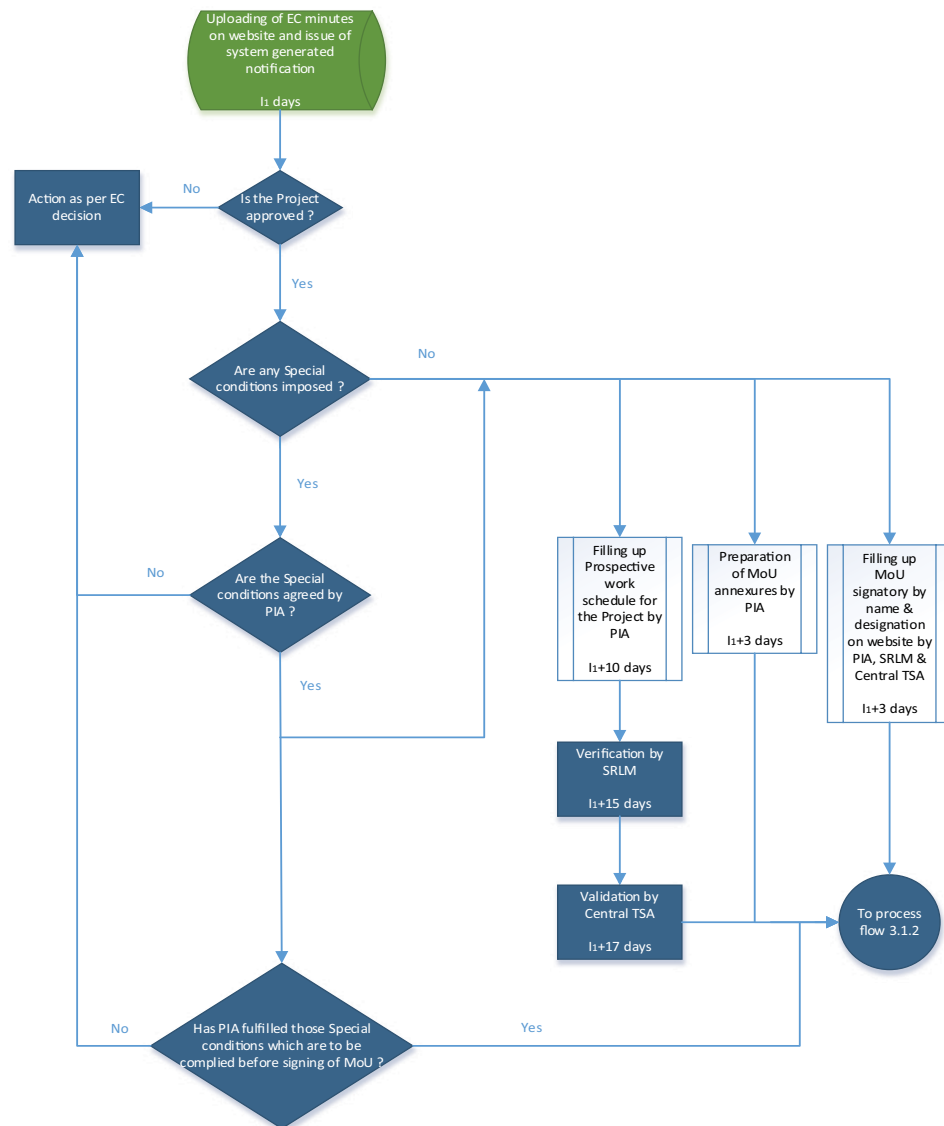 Uploading of EC minutes
on website and issue of
system generated
notification
I1 days
No
Action as per EC
decision
Is the Project
approved ?
Yes
Are any Special
conditions imposed ?
No
Yes
Are the Special
conditions agreed by
PIA ?
No
Yes
Filling up
Prospective work
schedule for
the Project by
PIA
I1+10 days
Preparation
of MoU
annexures by
PIA
I1+3 days
Filling up
MoU
signatory by
name &
designation
on website by
PIA, SRLM &
Central TSA
I1+3 days
Verification by
SRLM
I1+15 days
Validation by
Central TSA
I1+17 days
To process
flow 3.1.2
No
Has PIA fulfilled those Special
conditions which are to be
complied before signing of MoU ?
Yes